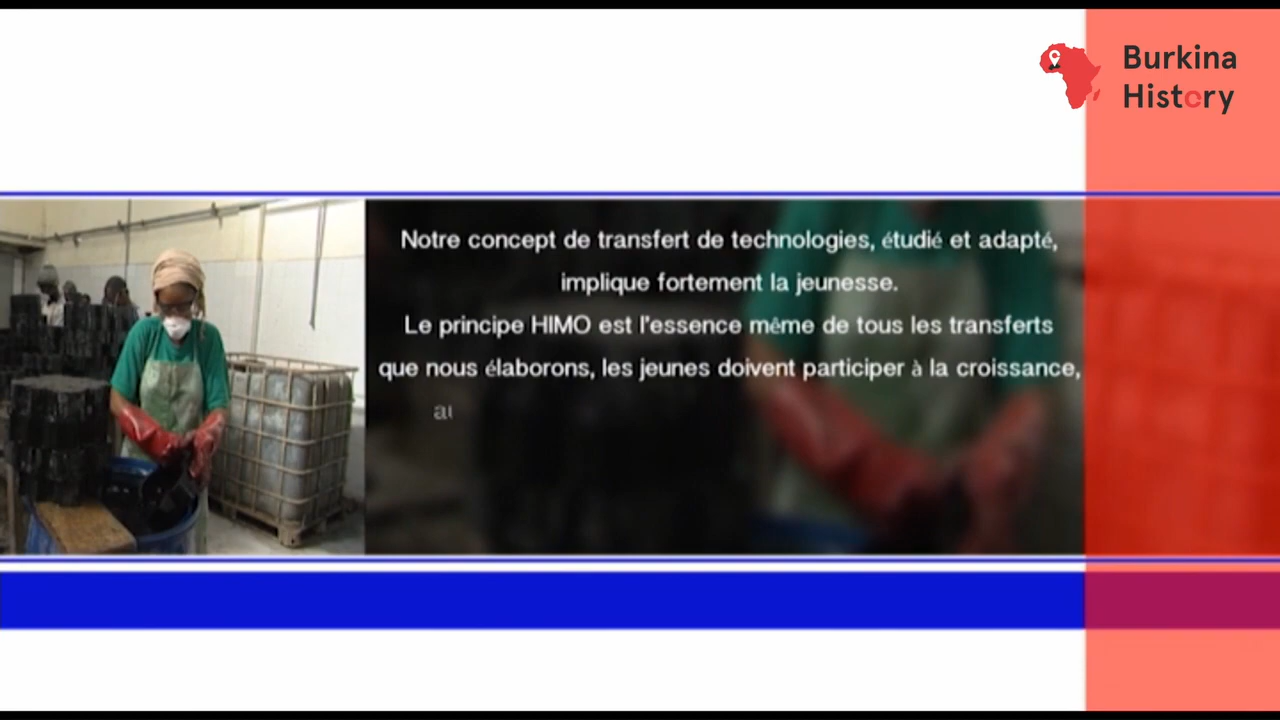 Burkina
History
Notre concept de transfert de technologies, étudié et adapté,
implique fortement la jeunesse.
Le principe HIMO est l'essence même de tous les transferts
que nous élaborons, les jeunes doivent participer à la croissance,